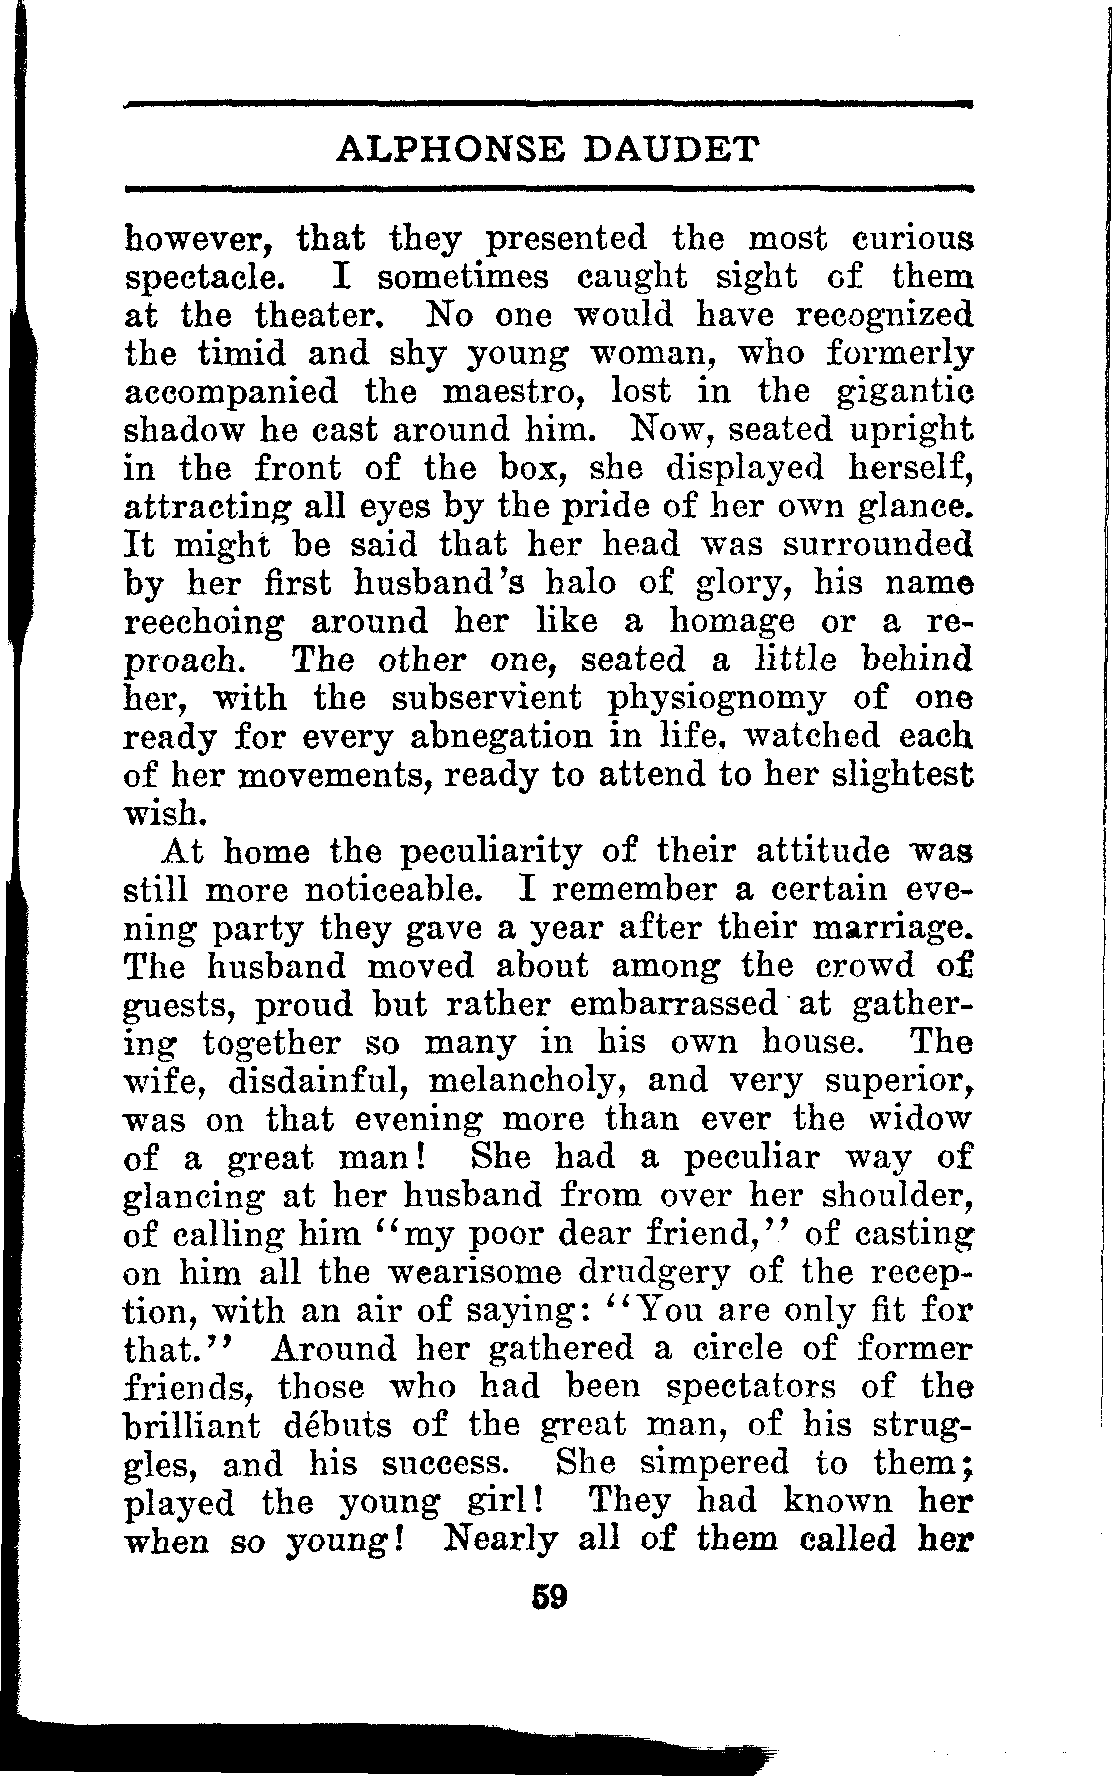 ALPHONSE DAUDET
however, that they presented the most curious
spectacle. I sometimes caught sight of them
at the theater. No one would have recognized
the timid and shy young woman, who formerly
accompanied the maestro, lost in the gigantic
shadow he cast around him. Now, seated upright
in the front of the box, she displayed herself,
attracting all eyes by the pride of her own glance.
It might be said that her head was surrounded
by her first husband's halo of glory, his name
reechoing around her like a homage or a re-
proach. The other one, seated a little behind
her, with the subservient physiognomy of one
ready for every abnegation in life, watched each
of her movements, ready to attend to her slightest
wish.
At home the peculiarity of their attitude was
still more noticeable. I remember a certain eve-
ning party they gave a year after their marriage.
The husband moved about among the crowd of
guests, proud but rather embarrassed at gather-
ing together so many in his own house. The
wife, disdainful, melancholy, and very superior,
was on that evening more than ever the widow
of a great man! She had a peculiar way of
glancing at her husband from over her shoulder,
of calling him "my poor dear friend," of casting
on him all the wearisome drudgery of the recep-
tion, with an air of saying: "You are only fit for
that." Around her gathered a circle of former
friends, those who had been spectators of the
brilliant débuts of the great man, of his strug-
gles, and his success. She simpered to them;
played the young girl! They had known her
when so young! Nearly all of them called her
59